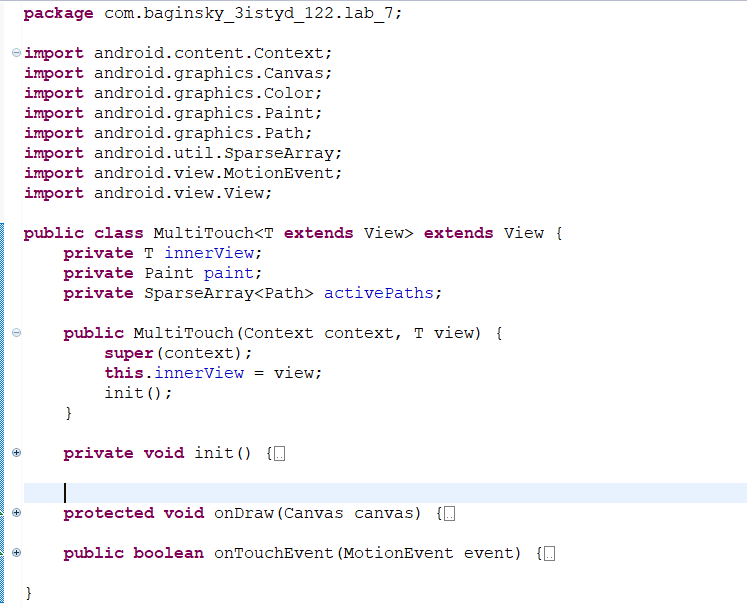 package com.baginsky_3istyd_122.lab_7;
import android.content.Context;
import android.graphics.Canvas;
import android.graphics.Color;
import android.graphics.Paint;
import android.graphics.Path;
import android.util.SparseArray;
import android.view.MotionEvent;
import android.view.View;
public class MultiTouch<T extends View> extends View {
private T innerView;
private Paint paint;
private SparseArray<Path> activePaths;
public MultiTouch(Context context, T view) {
super(context);
this.innerView = view;
init();
}
private void init() {
protected void onDraw(Canvas canvas) {
public boolean onTouchEvent(MotionEvent event) {
}